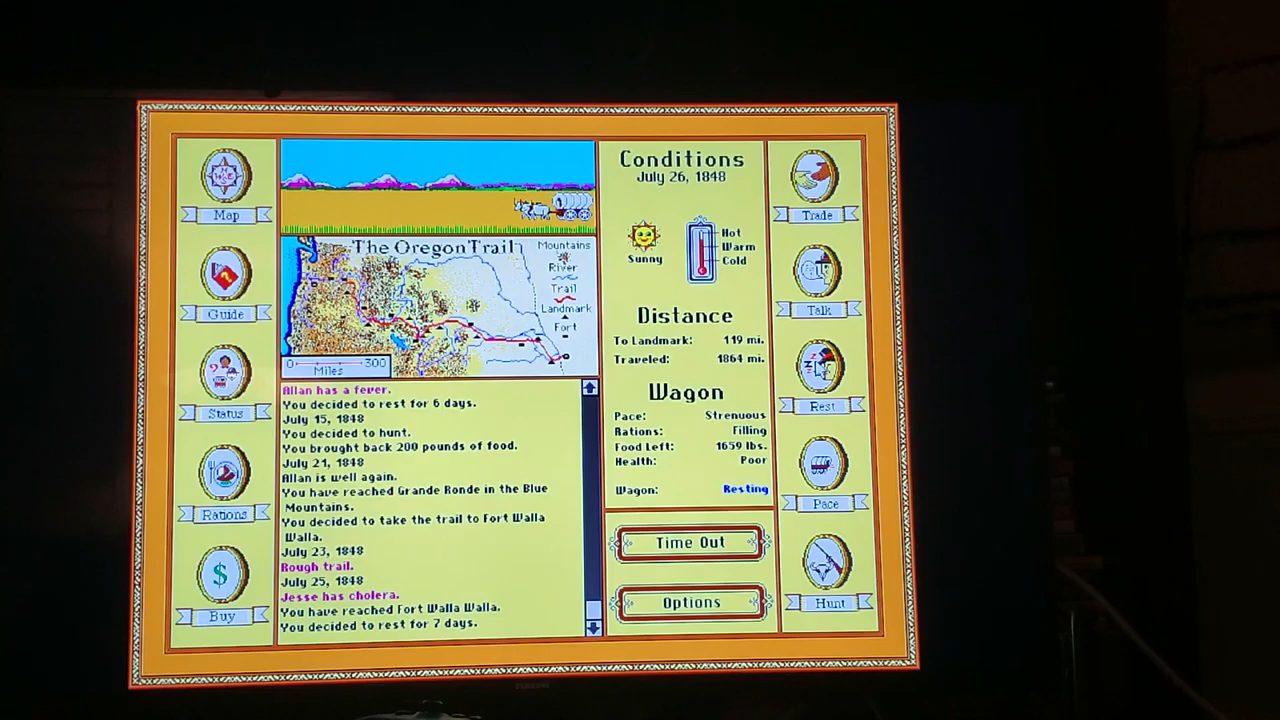 Map
Guide
Status
Rations
Buy
The Oregon Trail
Mountains
River
Trail
Landmark
Fort
0 300
Miles
Allan has a fever.
You decided to rest for 6 days.
July 15, 1848
You decided to hunt.
You brought back 200 pounds of food.
July 21, 1848
Allan is well again.
You have reached Grande Ronde in the Blue
Mountains.
You decided to take the trail to Fort Walla
Walla.
July 23, 1848
Rough trail.
July 25, 1848
Jesse has cholera.
You have reached Fort Walla Walla.
You decided to rest for 7 days.
Conditions
July 26, 1848
Sunny
Hot
Warm
Cold
Distance
To Landmark: 119 mi.
Traveled: 1864 mi.
Wagon
Pace: Strenuous
Rations: Filling
Food Left: 1659 lbs.
Health: Poor
Wagon: Resting
Time Out
Options
Trade
Talk
Rest
Pace
Hunt